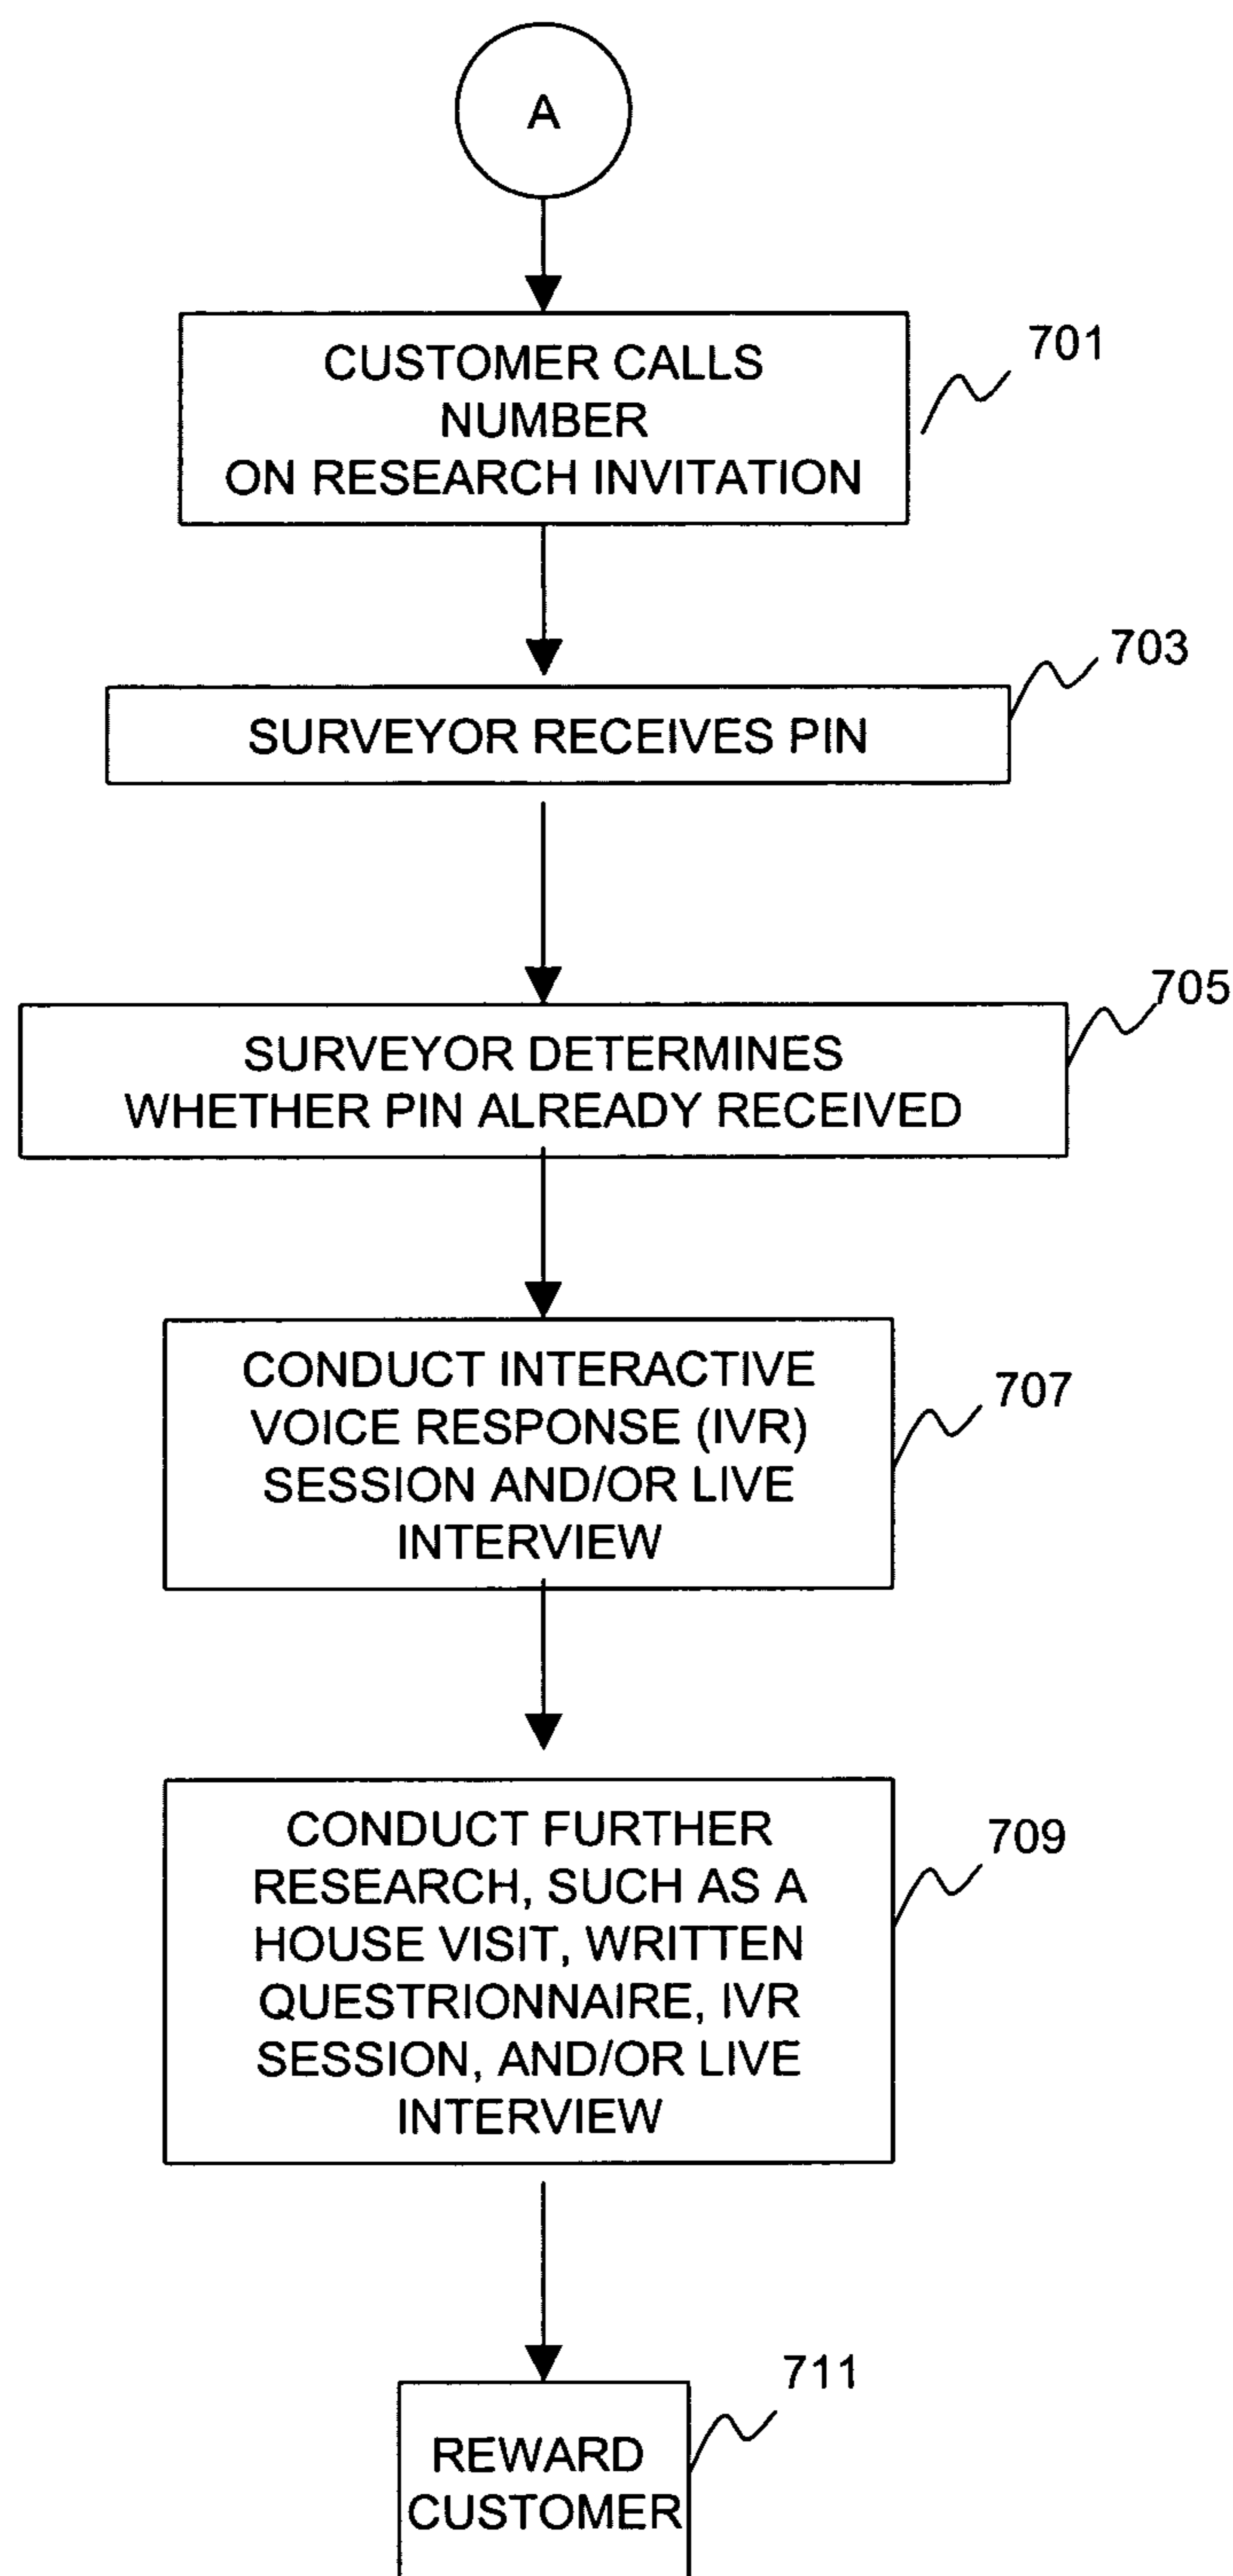 A
CUSTOMER CALLS
NUMBER
ON RESEARCH INVITATION
701
SURVEYOR RECEIVES PIN
703
SURVEYOR DETERMINES
WHETHER PIN ALREADY RECEIVED
705
CONDUCT INTERACTIVE
VOICE RESPONSE (IVR)
SESSION AND/OR LIVE
INTERVIEW
707
CONDUCT FURTHER
RESEARCH, SUCH AS A
HOUSE VISIT, WRITTEN
QUESTRIONNAIRE, IVR
SESSION, AND/OR LIVE
INTERVIEW
709
REWARD
CUSTOMER
711